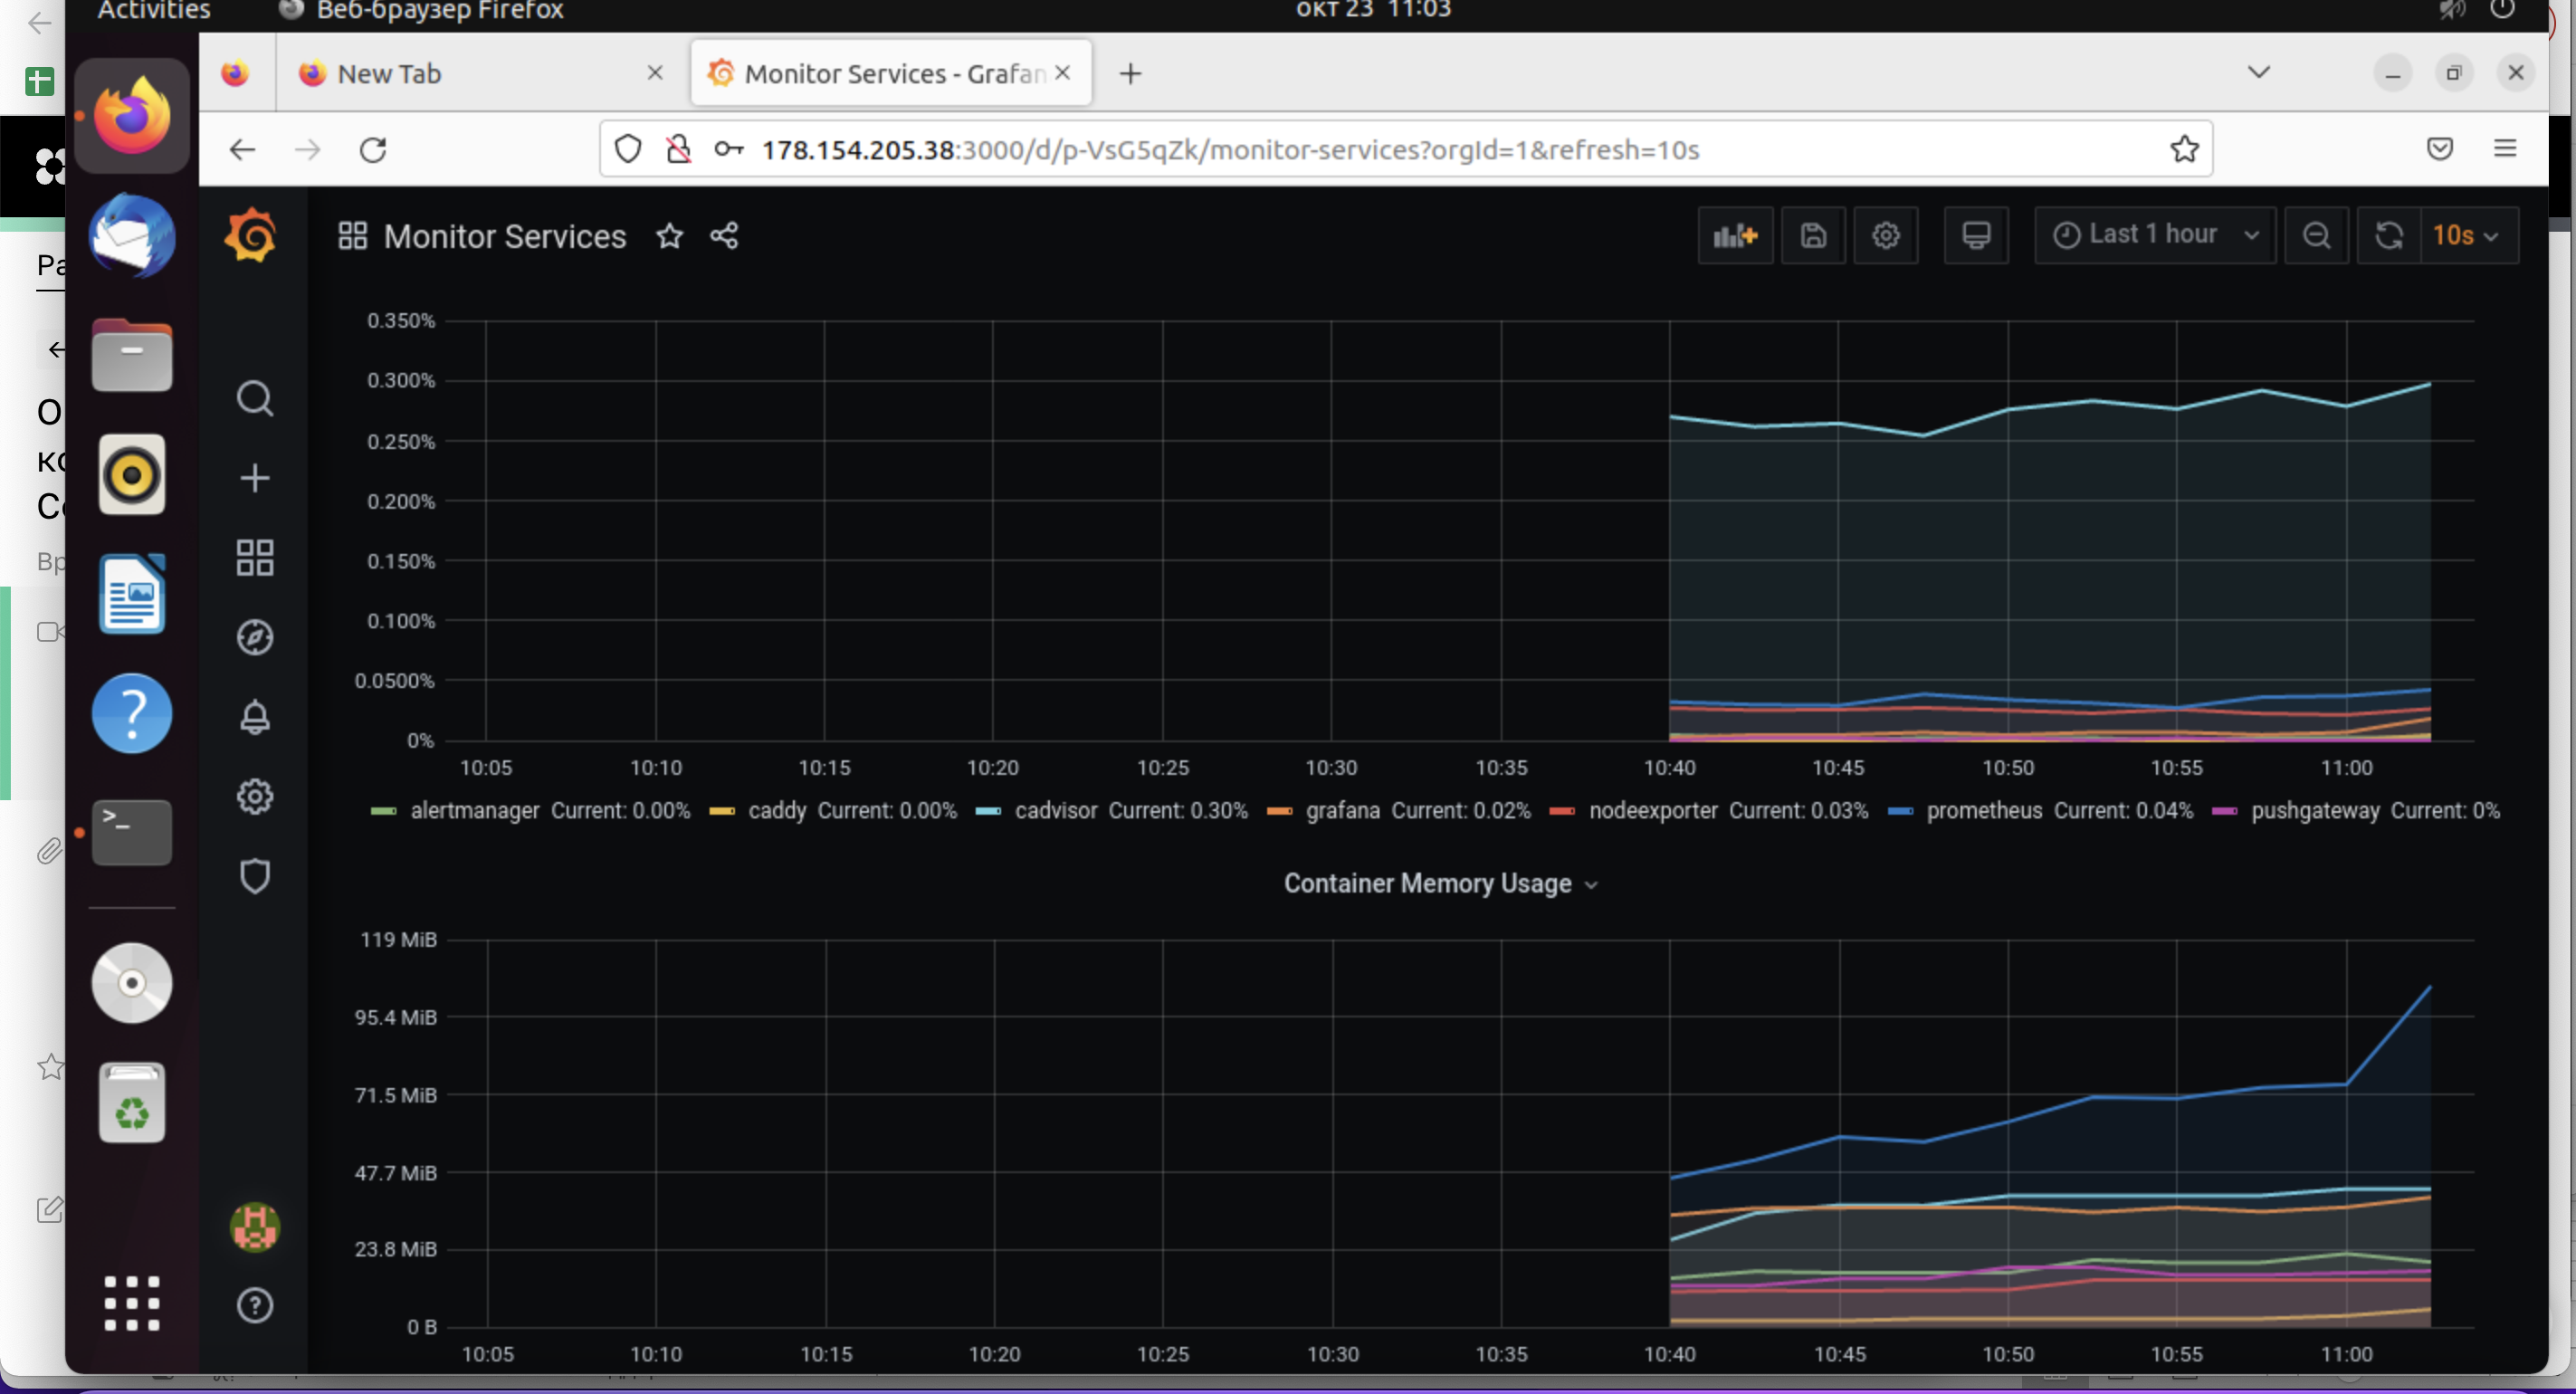 Activities Веб-браузер Firefox окт 23 11:03
New Tab Monitor Services - Grafan
178.154.205.38:3000/d/p-VsG5qZk/monitor-services?orgId=1&refresh=10s
Monitor Services Last 1 hour 10s
0.350%
0.300%
0.250%
0.200%
0.150%
0.100%
0.0500%
0%
10:05 10:10 10:15 10:20 10:25 10:30 10:35 10:40 10:45 10:50 10:55 11:00
alertmanager Current: 0.00% caddy Current: 0.00% cadvisor Current: 0.30% grafana Current: 0.02% nodeexporter Current: 0.03% prometheus Current: 0.04% pushgateway Current: 0%
Container Memory Usage
119 MiB
95.4 MiB
71.5 MiB
47.7 MiB
23.8 MiB
0 B
10:05 10:10 10:15 10:20 10:25 10:30 10:35 10:40 10:45 10:50 10:55 11:00